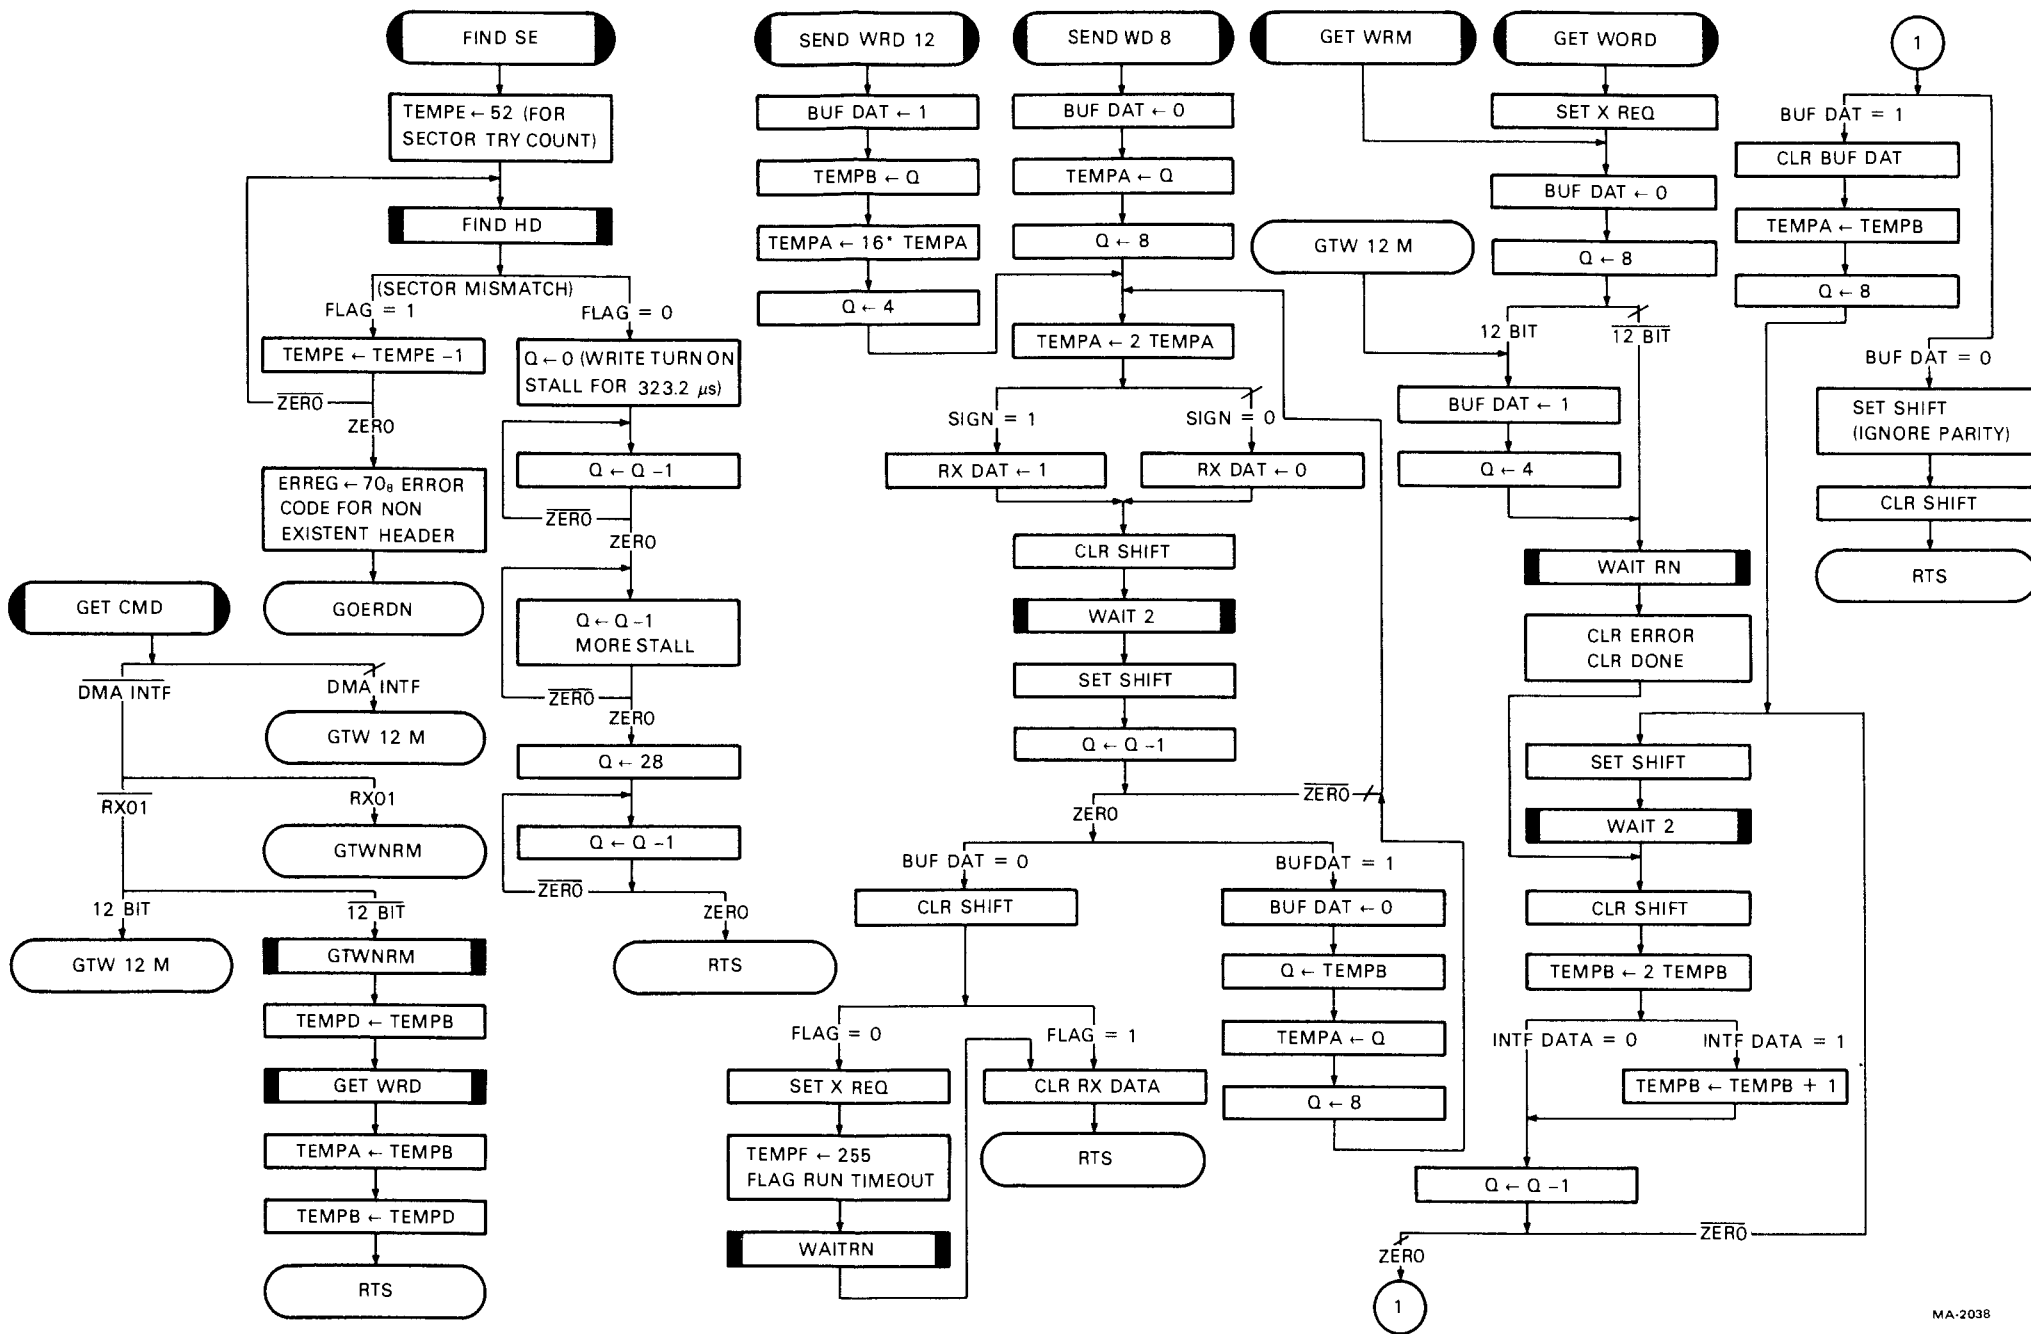 FIND SE
TEMPE ← 52 (FOR
SECTOR TRY COUNT)
FIND HD
(SECTOR MISMATCH)
FLAG = 1
FLAG = 0
TEMPE ← TEMPE -1
ZERO
ZERO
ERREG ← 70₈ ERROR
CODE FOR NON
EXISTENT HEADER
GOERDN
Q ← 0 (WRITE TURN ON
STALL FOR 323.2 µs)
Q ← Q -1
ZERO
ZERO
Q ← Q -1
MORE STALL
ZERO
ZERO
Q ← 28
Q ← Q -1
ZERO
ZERO
RTS
GET CMD
DMA INTF
DMA INTF
GTW 12 M
RX01
RX01
GTWNRM
12 BIT
12 BIT
GTW 12 M
GTWNRM
TEMPD ← TEMPB
GET WRD
TEMPA ← TEMPB
TEMPB ← TEMPD
RTS
SEND WRD 12
BUF DAT ← 1
TEMPB ← Q
TEMPA ← 16* TEMPA
Q ← 4
SEND WD 8
BUF DAT ← 0
TEMPA ← Q
Q ← 8
TEMPA ← 2 TEMPA
SIGN = 1
SIGN = 0
RX DAT ← 1
RX DAT ← 0
CLR SHIFT
WAIT 2
SET SHIFT
Q ← Q -1
ZERO
ZERO
BUF DAT = 0
BUFDAT = 1
CLR SHIFT
BUF DAT ← 0
Q ← TEMPB
TEMPA ← Q
Q ← 8
FLAG = 0
FLAG = 1
SET X REQ
CLR RX DATA
TEMPF ← 255
FLAG RUN TIMEOUT
RTS
WAITRN
GET WRM
GET WORD
SET X REQ
BUF DAT ← 0
Q ← 8
GTW 12 M
12 BIT
12 BIT
BUF DAT ← 1
Q ← 4
WAIT RN
CLR ERROR
CLR DONE
SET SHIFT
WAIT 2
CLR SHIFT
TEMPB ← 2 TEMPB
INTF DATA = 0
INTF DATA = 1
TEMPB ← TEMPB + 1
Q ← Q -1
ZERO
ZERO
1
1
BUF DAT = 1
CLR BUF DAT
TEMPA ← TEMPB
Q ← 8
BUF DAT = 0
SET SHIFT
(IGNORE PARITY)
CLR SHIFT
RTS
MA-2038